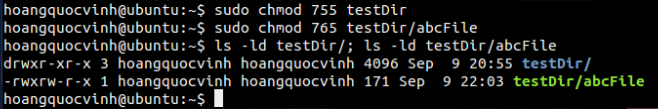 hoangquocvinh@ubuntu:~$ sudo chmod 755 testDir
hoangquocvinh@ubuntu:~$ sudo chmod 765 testDir/abcFile
hoangquocvinh@ubuntu:~$ ls -ld testDir/; ls -ld testDir/abcFile
drwxr-xr-x 3 hoangquocvinh hoangquocvinh 4096 Sep  9 20:55 testDir/
-rwxrw-r-x 1 hoangquocvinh hoangquocvinh 171 Sep  9 22:03 testDir/abcFile
hoangquocvinh@ubuntu:~$